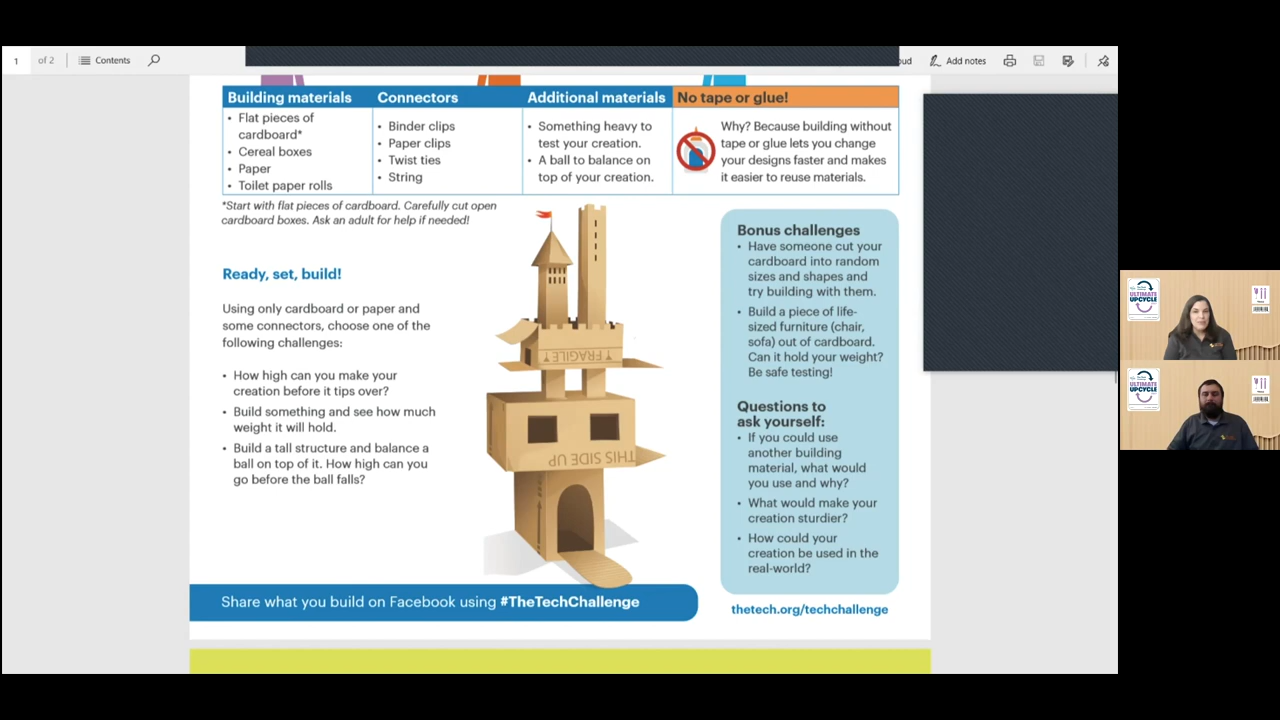 1 of 2 Contents
oud Add notes
Building materials
Flat pieces of
cardboard*
Cereal boxes
Paper
Toilet paper rolls
Connectors
Binder clips
Paper clips
Twist ties
String
Additional materials
Something heavy to
test your creation.
A ball to balance on
top of your creation.
No tape or glue!
Why? Because building without
tape or glue lets you change
your designs faster and makes
it easier to reuse materials.
*Start with flat pieces of cardboard. Carefully cut open
cardboard boxes. Ask an adult for help if needed!
Ready, set, build!
Using only cardboard or paper and
some connectors, choose one of the
following challenges:
How high can you make your
creation before it tips over?
Build something and see how much
weight it will hold.
Build a tall structure and balance a
ball on top of it. How high can you
go before the ball falls?
FRAGILE
THIS SIDE UP
Bonus challenges
Have someone cut your
cardboard into random
sizes and shapes and
try building with them.
Build a piece of life-
sized furniture (chair,
sofa) out of cardboard.
Can it hold your weight?
Be safe testing!
Questions to
ask yourself:
If you could use
another building
material, what would
you use and why?
What would make your
creation sturdier?
How could your
creation be used in the
real-world?
Share what you build on Facebook using #TheTechChallenge
thetech.org/techchallenge
ULTIMATE
UPCYCLE
ULTIMATE
UPCYCLE